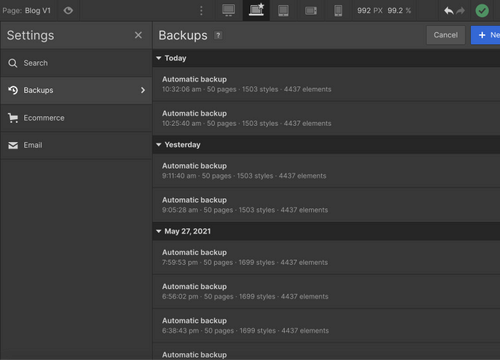 Page: Blog V1
992 PX 99.2 %
Settings
Backups ?
Cancel
+ Ne
Search
Backups
Ecommerce
Email
Today
Automatic backup
10:32:06 am · 50 pages · 1503 styles · 4437 elements
Automatic backup
10:25:40 am · 50 pages · 1503 styles · 4437 elements
Yesterday
Automatic backup
9:11:40 am · 50 pages · 1503 styles · 4437 elements
Automatic backup
9:05:28 am · 50 pages · 1503 styles · 4437 elements
May 27, 2021
Automatic backup
7:59:53 pm · 50 pages · 1699 styles · 4437 elements
Automatic backup
6:56:02 pm · 50 pages · 1699 styles · 4437 elements
Automatic backup
6:38:43 pm · 50 pages · 1699 styles · 4437 elements
Automatic backup